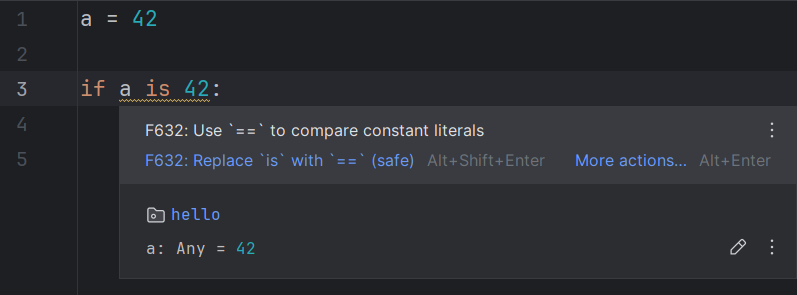 1 a = 42
2
3 if a is 42:
4
5
F632: Use `==` to compare constant literals
F632: Replace `is` with `==` (safe) Alt+Shift+Enter More actions... Alt+Enter
hello
a: Any = 42